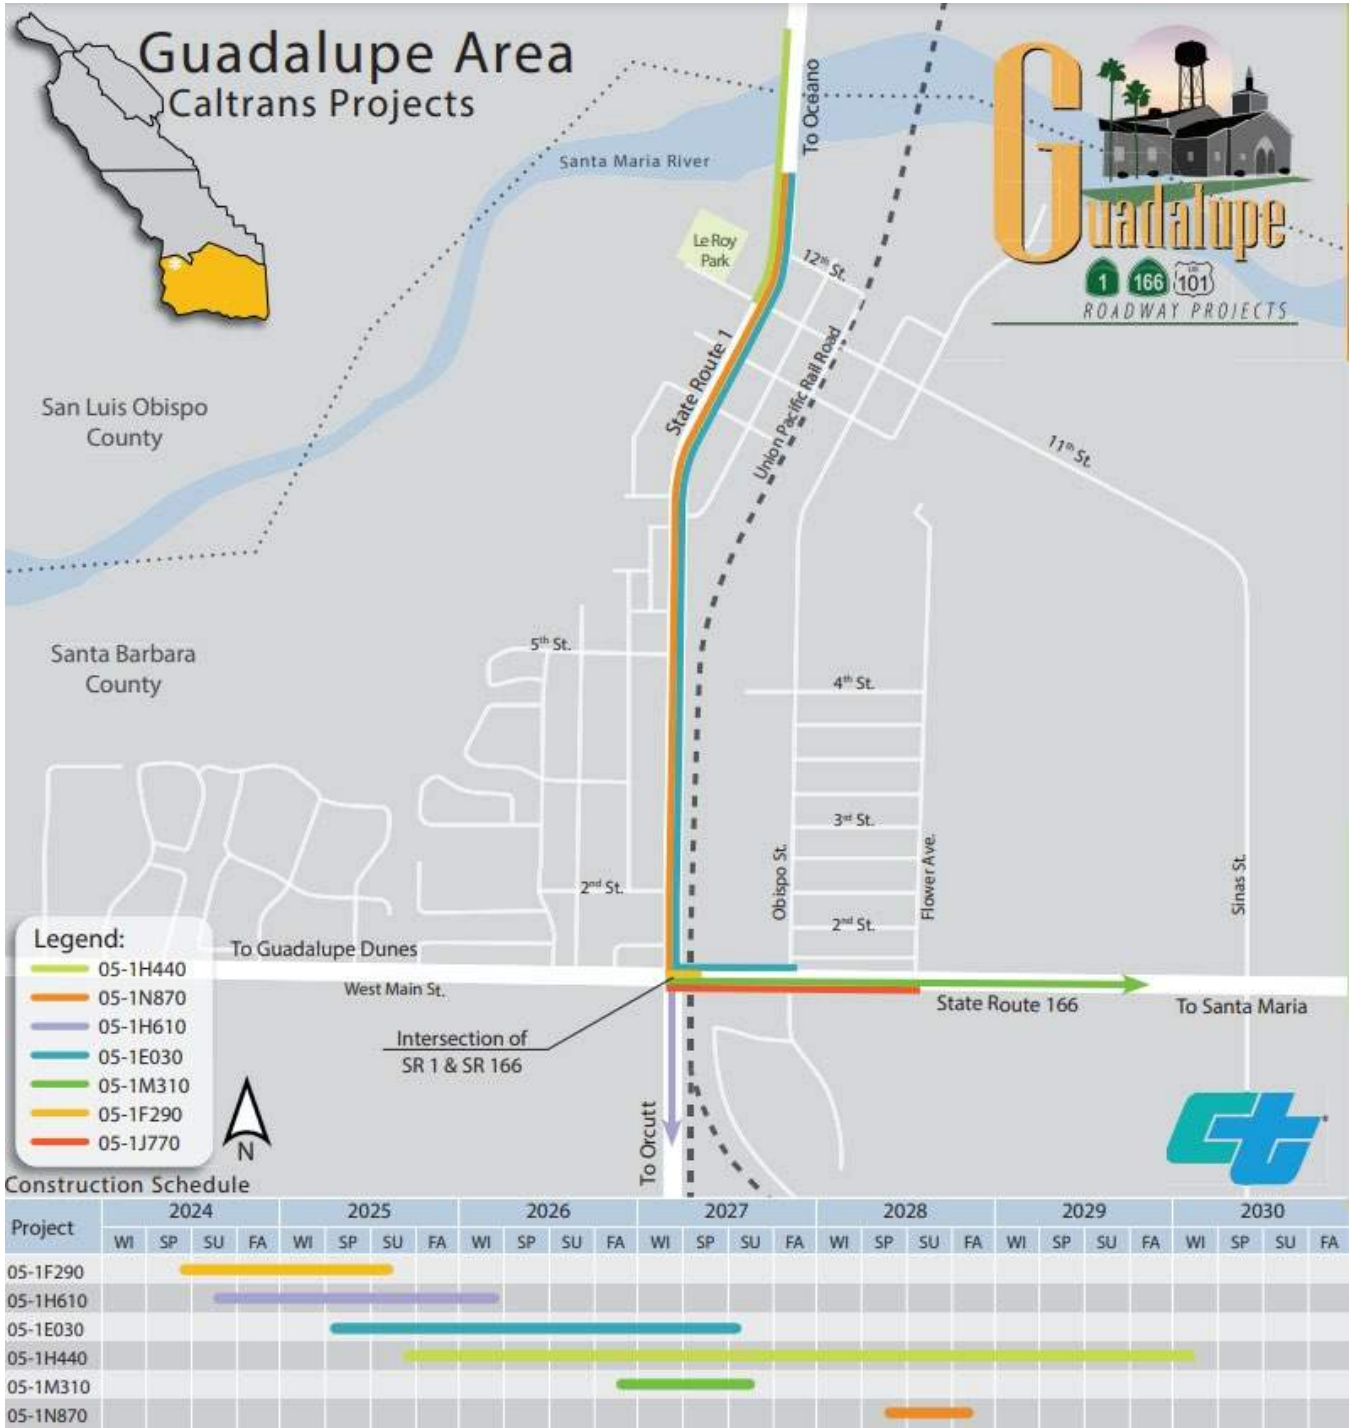 Guadalupe Area
Caltrans Projects
To Oceano
Santa Maria River
Guadalupe
1 166 US 101
ROADWAY PROJECTS
Le Roy
Park
12th St.
State Route 1
Union Pacific Rail Road
San Luis Obispo
County
11th St.
Santa Barbara
County
5th St.
4th St.
3rd St.
2nd St.
2nd St.
Obispo St.
Flower Ave.
Sinas St.
To Guadalupe Dunes
West Main St.
State Route 166
To Santa Maria
Intersection of
SR 1 & SR 166
To Orcutt
Legend:
05-1H440
05-1N870
05-1H610
05-1E030
05-1M310
05-1F290
05-1J770
N
ct
Construction Schedule
Project 2024 2025 2026 2027 2028 2029 2030
WI SP SU FA WI SP SU FA WI SP SU FA WI SP SU FA WI SP SU FA WI SP SU FA WI SP SU FA
05-1F290
05-1H610
05-1E030
05-1H440
05-1M310
05-1N870